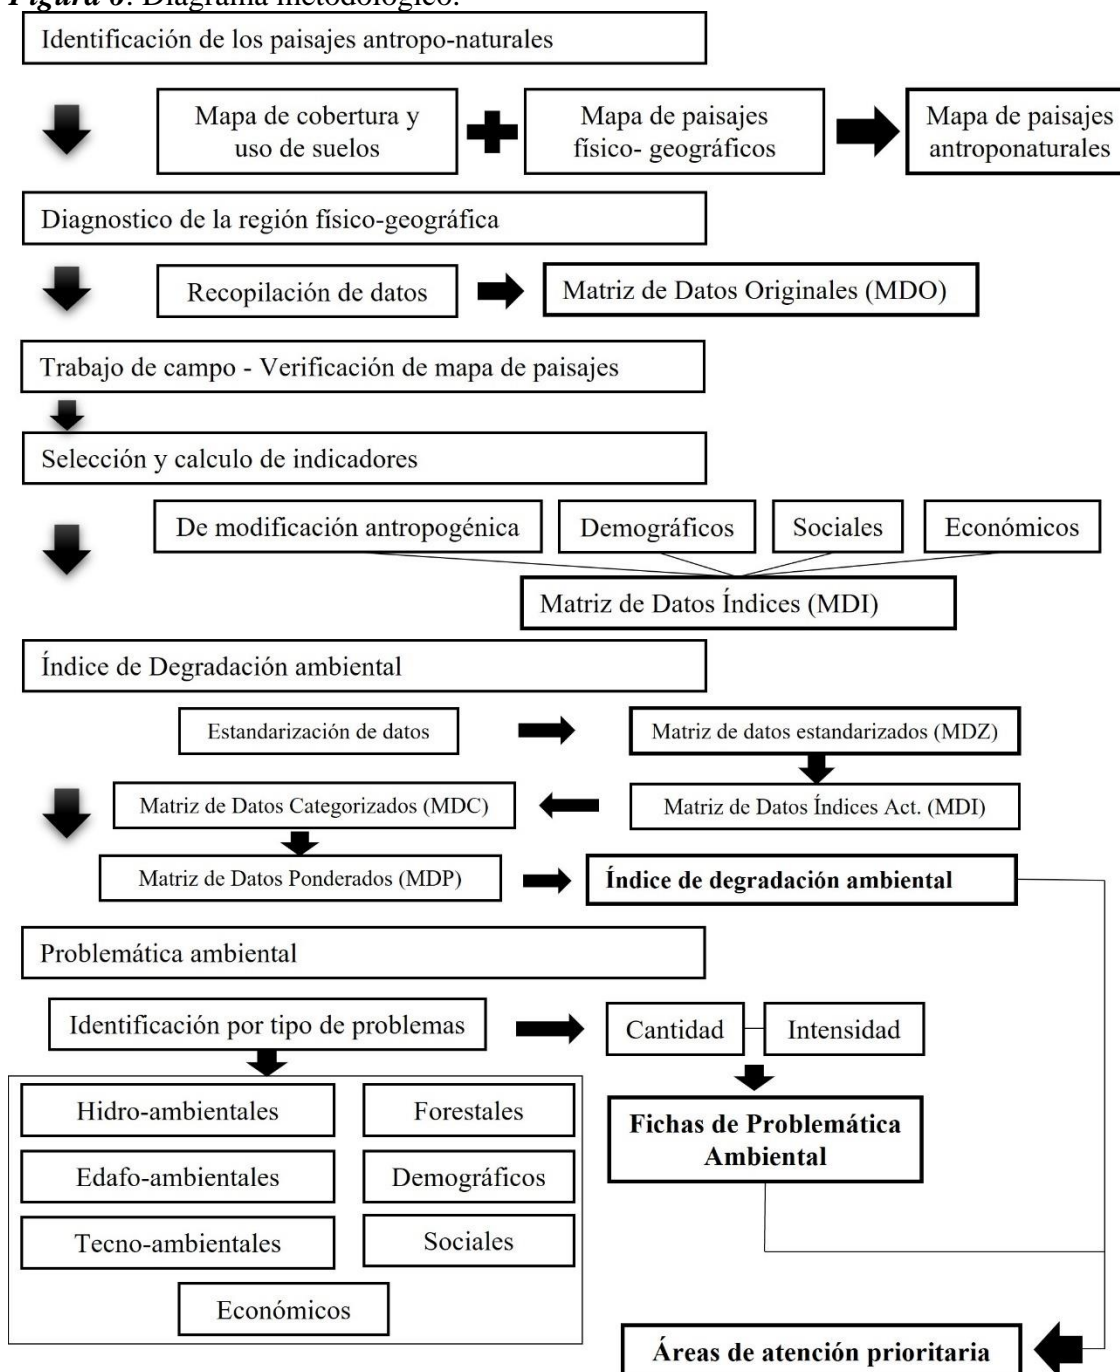 Figura 6. Diagrama metodológico.
Identificación de los paisajes antropo-naturales
Mapa de cobertura y
uso de suelos
Mapa de paisajes
físico- geográficos
Mapa de paisajes
antroponaturales
Diagnostico de la región físico-geográfica
Recopilación de datos
Matriz de Datos Originales (MDO)
Trabajo de campo - Verificación de mapa de paisajes
Selección y calculo de indicadores
De modificación antropogénica
Demográficos
Sociales
Económicos
Matriz de Datos Índices (MDI)
Índice de Degradación ambiental
Estandarización de datos
Matriz de datos estandarizados (MDZ)
Matriz de Datos Categorizados (MDC)
Matriz de Datos Índices Act. (MDI)
Matriz de Datos Ponderados (MDP)
Índice de degradación ambiental
Problemática ambiental
Identificación por tipo de problemas
Cantidad
Intensidad
Hidro-ambientales
Forestales
Edafo-ambientales
Demográficos
Tecno-ambientales
Sociales
Económicos
Fichas de Problemática
Ambiental
Áreas de atención prioritaria